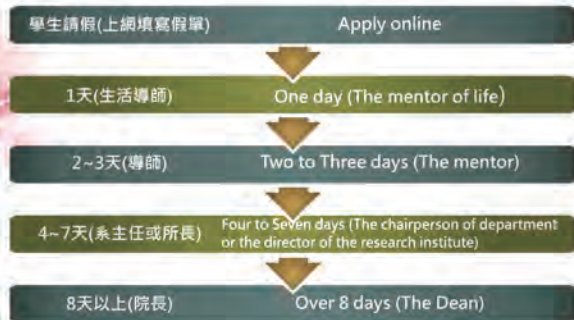 學生請假(上網填寫假單) Apply online
1天(生活導師) One day (The mentor of life)
2~3天(導師) Two to Three days (The mentor)
4~7天(系主任或所長) Four to Seven days (The chairperson of department
or the director of the research institute)
8天以上(院長) Over 8 days (The Dean)